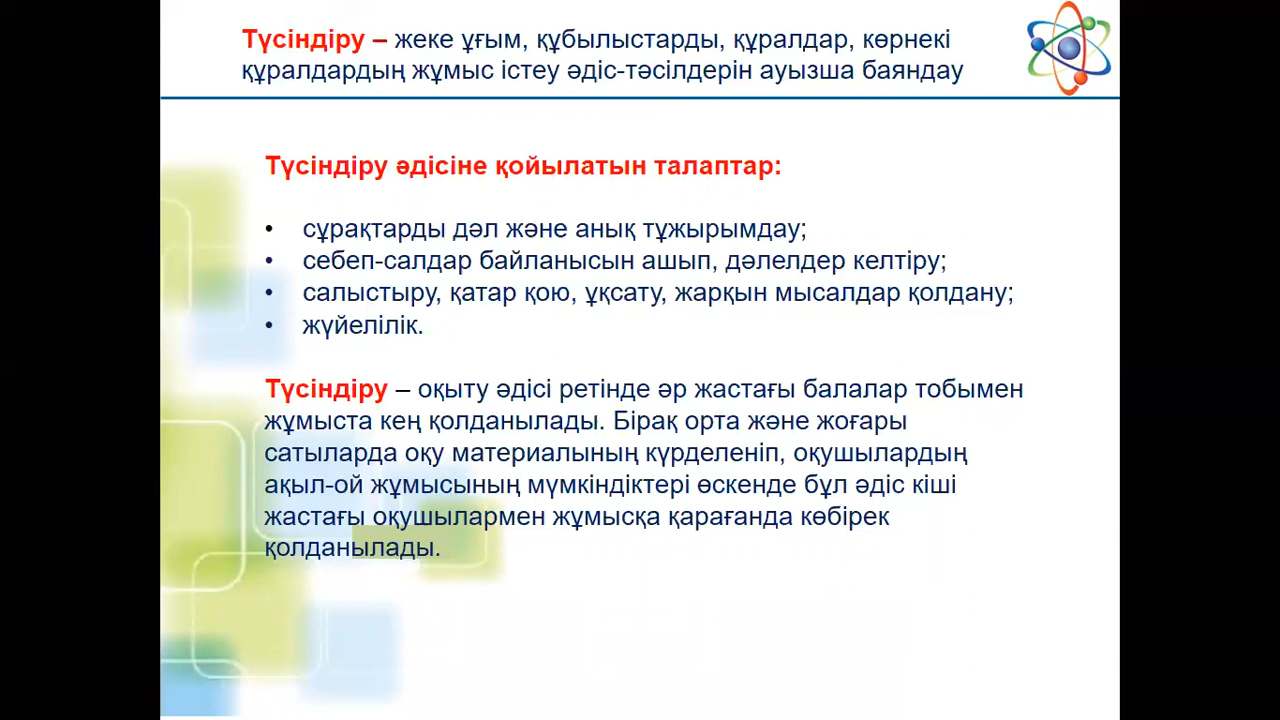 Түсіндіру – жеке ұғым, құбылыстарды, құралдар, көрнекі
құралдардың жұмыс істеу әдіс-тәсілдерін ауызша баяндау
Түсіндіру әдісіне қойылатын талаптар:
• сұрақтарды дәл және анық тұжырымдау;
• себеп-салдар байланысын ашып, дәлелдер келтіру;
• салыстыру, қатар қою, ұқсату, жарқын мысалдар қолдану;
• жүйелілік.
Түсіндіру – оқыту әдісі ретінде әр жастағы балалар тобымен
жұмыста кең қолданылады. Бірақ орта және жоғары
сатыларда оқу материалының күрделеніп, оқушылардың
ақыл-ой жұмысының мүмкіндіктері өскенде бұл әдіс кіші
жастағы оқушылармен жұмысқа қарағанда көбірек
қолданылады.